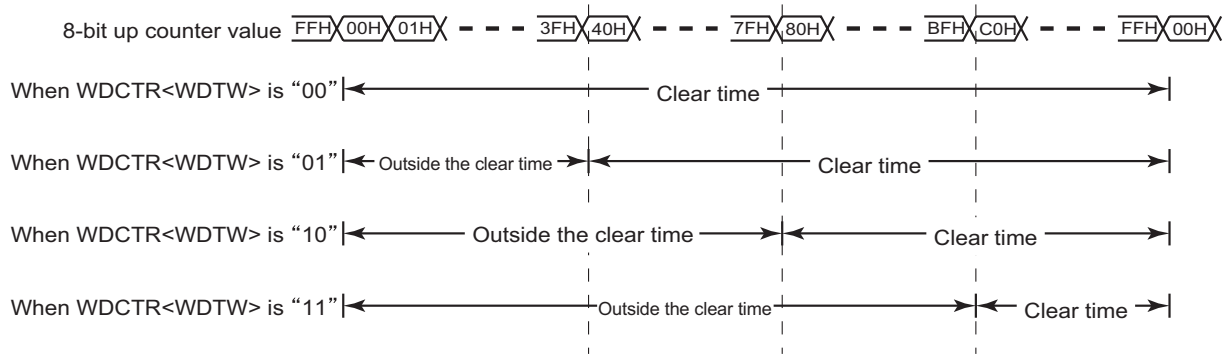 8-bit up counter value FFH 00H 01H 3FH 40H 7FH 80H BFH C0H FFH 00H
When WDCTR<WDTW> is “00” Clear time
When WDCTR<WDTW> is “01” Outside the clear time Clear time
When WDCTR<WDTW> is “10” Outside the clear time Clear time
When WDCTR<WDTW> is “11” Outside the clear time Clear time